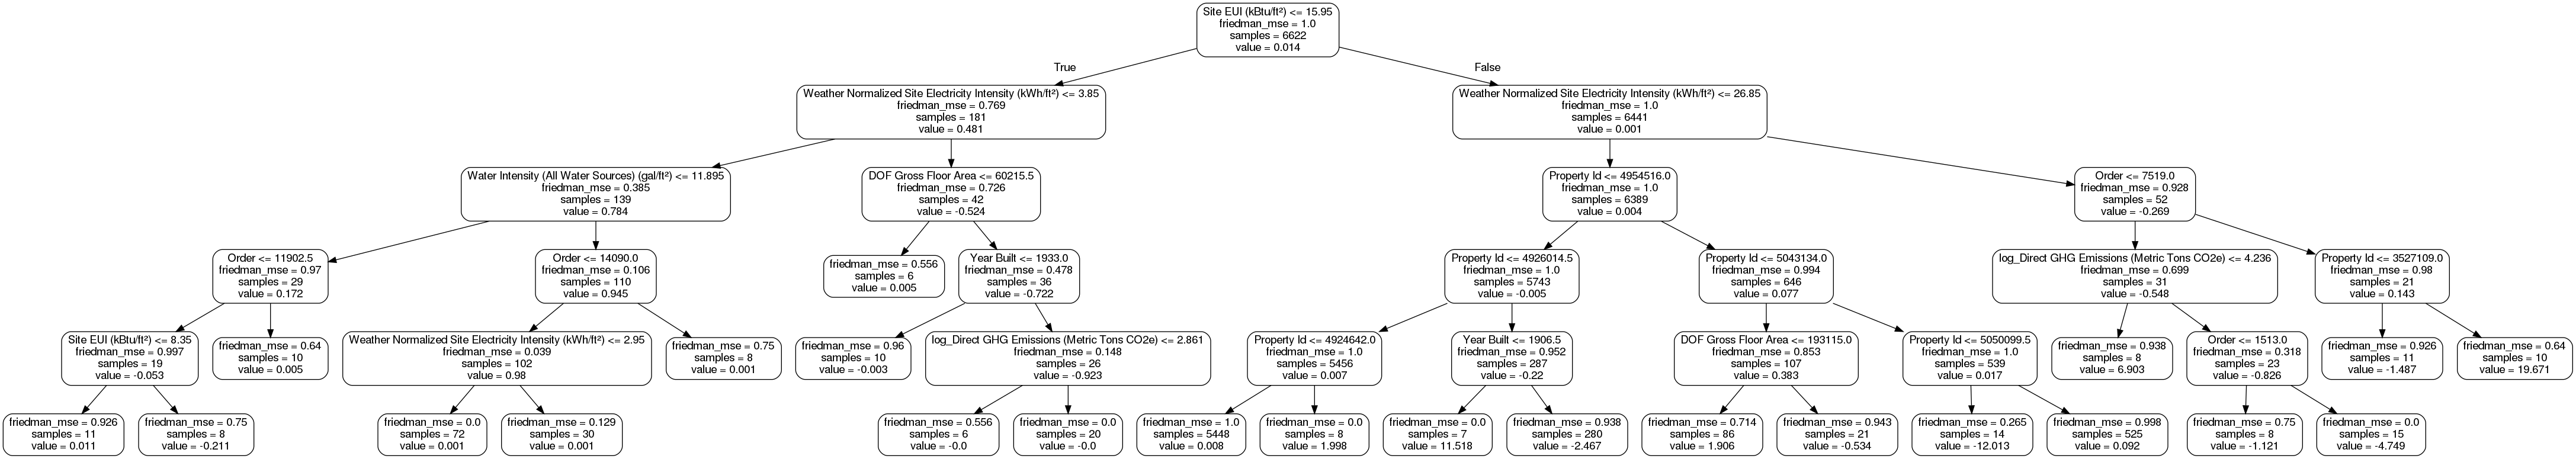 Site EUI (kBtu/ft²) <= 15.95
friedman_mse = 1.0
samples = 6622
value = 0.014
True
False
Weather Normalized Site Electricity Intensity (kWh/ft²) <= 3.85
friedman_mse = 0.769
samples = 181
value = 0.481
Weather Normalized Site Electricity Intensity (kWh/ft²) <= 26.85
friedman_mse = 1.0
samples = 6441
value = 0.001
Water Intensity (All Water Sources) (gal/ft²) <= 11.895
friedman_mse = 0.385
samples = 139
value = 0.784
DOF Gross Floor Area <= 60215.5
friedman_mse = 0.726
samples = 42
value = -0.524
Property Id <= 4954516.0
friedman_mse = 1.0
samples = 6389
value = 0.004
Order <= 7519.0
friedman_mse = 0.928
samples = 52
value = -0.269
Order <= 11902.5
friedman_mse = 0.97
samples = 29
value = 0.172
Order <= 14090.0
friedman_mse = 0.106
samples = 110
value = 0.945
friedman_mse = 0.556
samples = 6
value = 0.005
Year Built <= 1933.0
friedman_mse = 0.478
samples = 36
value = -0.722
Property Id <= 4926014.5
friedman_mse = 1.0
samples = 5743
value = -0.005
Property Id <= 5043134.0
friedman_mse = 0.994
samples = 646
value = 0.077
log_Direct GHG Emissions (Metric Tons CO2e) <= 4.236
friedman_mse = 0.699
samples = 31
value = -0.548
Property Id <= 3527109.0
friedman_mse = 0.98
samples = 21
value = 0.143
Site EUI (kBtu/ft²) <= 8.35
friedman_mse = 0.997
samples = 19
value = -0.053
friedman_mse = 0.64
samples = 10
value = 0.005
Weather Normalized Site Electricity Intensity (kWh/ft²) <= 2.95
friedman_mse = 0.039
samples = 102
value = 0.98
friedman_mse = 0.75
samples = 8
value = 0.001
friedman_mse = 0.96
samples = 10
value = -0.003
log_Direct GHG Emissions (Metric Tons CO2e) <= 2.861
friedman_mse = 0.148
samples = 26
value = -0.923
Property Id <= 4924642.0
friedman_mse = 1.0
samples = 5456
value = 0.007
Year Built <= 1906.5
friedman_mse = 0.952
samples = 287
value = -0.22
DOF Gross Floor Area <= 193115.0
friedman_mse = 0.853
samples = 107
value = 0.383
Property Id <= 5050099.5
friedman_mse = 1.0
samples = 539
value = 0.017
friedman_mse = 0.938
samples = 8
value = 6.903
Order <= 1513.0
friedman_mse = 0.318
samples = 23
value = -0.826
friedman_mse = 0.926
samples = 11
value = -1.487
friedman_mse = 0.64
samples = 10
value = 19.671
friedman_mse = 0.926
samples = 11
value = 0.011
friedman_mse = 0.75
samples = 8
value = -0.211
friedman_mse = 0.0
samples = 72
value = 0.001
friedman_mse = 0.129
samples = 30
value = 0.001
friedman_mse = 0.556
samples = 6
value = -0.0
friedman_mse = 0.0
samples = 20
value = -0.0
friedman_mse = 1.0
samples = 5448
value = 0.008
friedman_mse = 0.0
samples = 8
value = 1.998
friedman_mse = 0.0
samples = 7
value = 11.518
friedman_mse = 0.938
samples = 280
value = -2.467
friedman_mse = 0.714
samples = 86
value = 1.906
friedman_mse = 0.943
samples = 21
value = -0.534
friedman_mse = 0.265
samples = 14
value = -12.013
friedman_mse = 0.998
samples = 525
value = 0.092
friedman_mse = 0.75
samples = 8
value = -1.121
friedman_mse = 0.0
samples = 15
value = -4.749